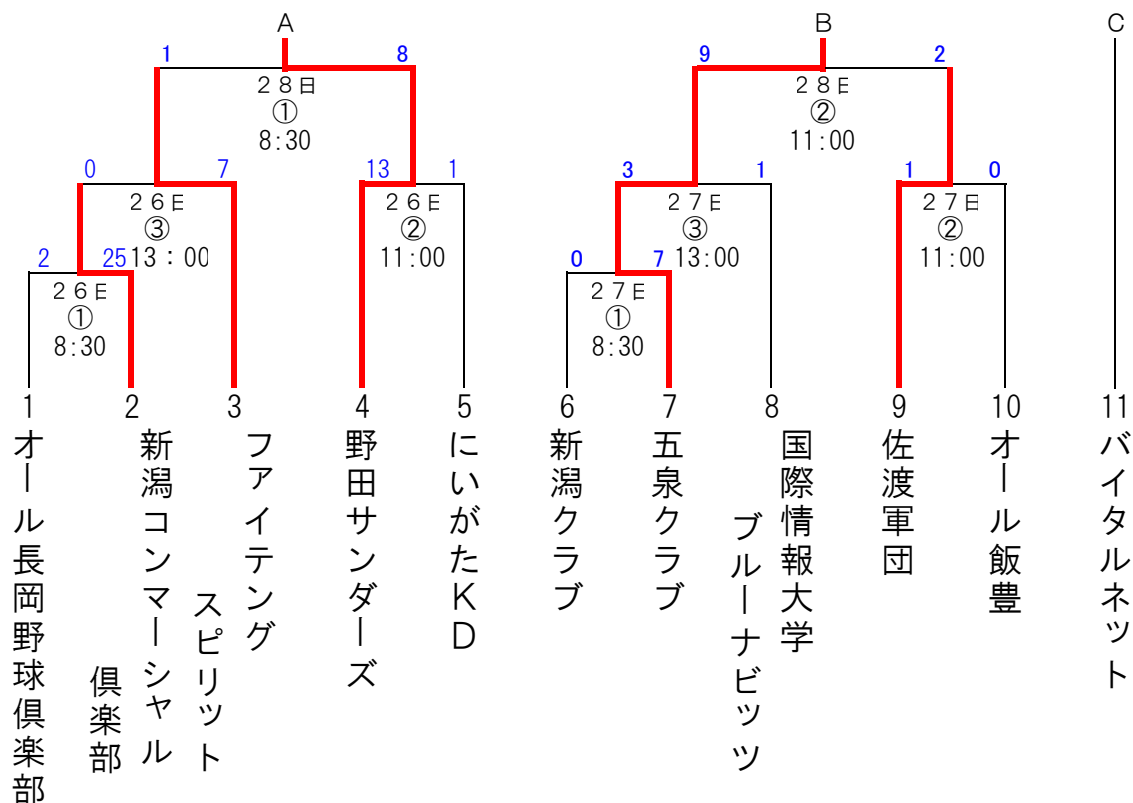 A B C
1 8 9 2
28日 28日
① ②
8:30 11:00
0 7 13 1 3 1 1 0
26日 26日 27日 27日
③ ② ③ ②
2 25 13：00 11:00 0 7 13:00 11:00
26日 27日
① ①
8:30 8:30
1 2 3 4 5 6 7 8 9 10 11
オール長岡野球倶楽部
新潟コンマーシャル
倶楽部
ファイテング
スピリット
野田サンダーズ
にいがたKD
新潟クラブ
五泉クラブ
国際情報大学
ブルーナビッツ
佐渡軍団
オール飯豊
バイタルネット